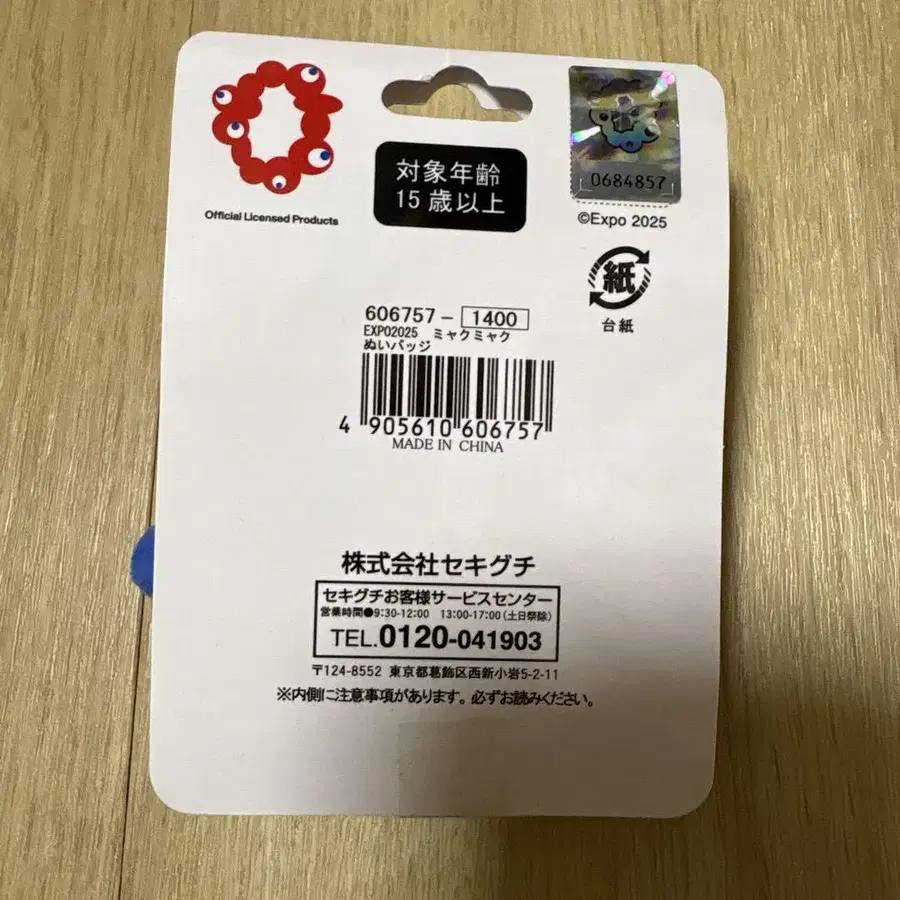 Official Licensed Products
対象年齢
15歳以上
0684857
©Expo 2025
紙
台紙
606757-1400
EXPO2025 ミャクミャク
ぬいバッジ
4 905610 606757
MADE IN CHINA
株式会社セキグチ
セキグチお客様サービスセンター
営業時間●9:30-12:00 13:00-17:00(土日祭除)
TEL.0120-041903
〒124-8552 東京都葛飾区西新小岩5-2-11
※内側に注意事項があります。必ずお読みください。